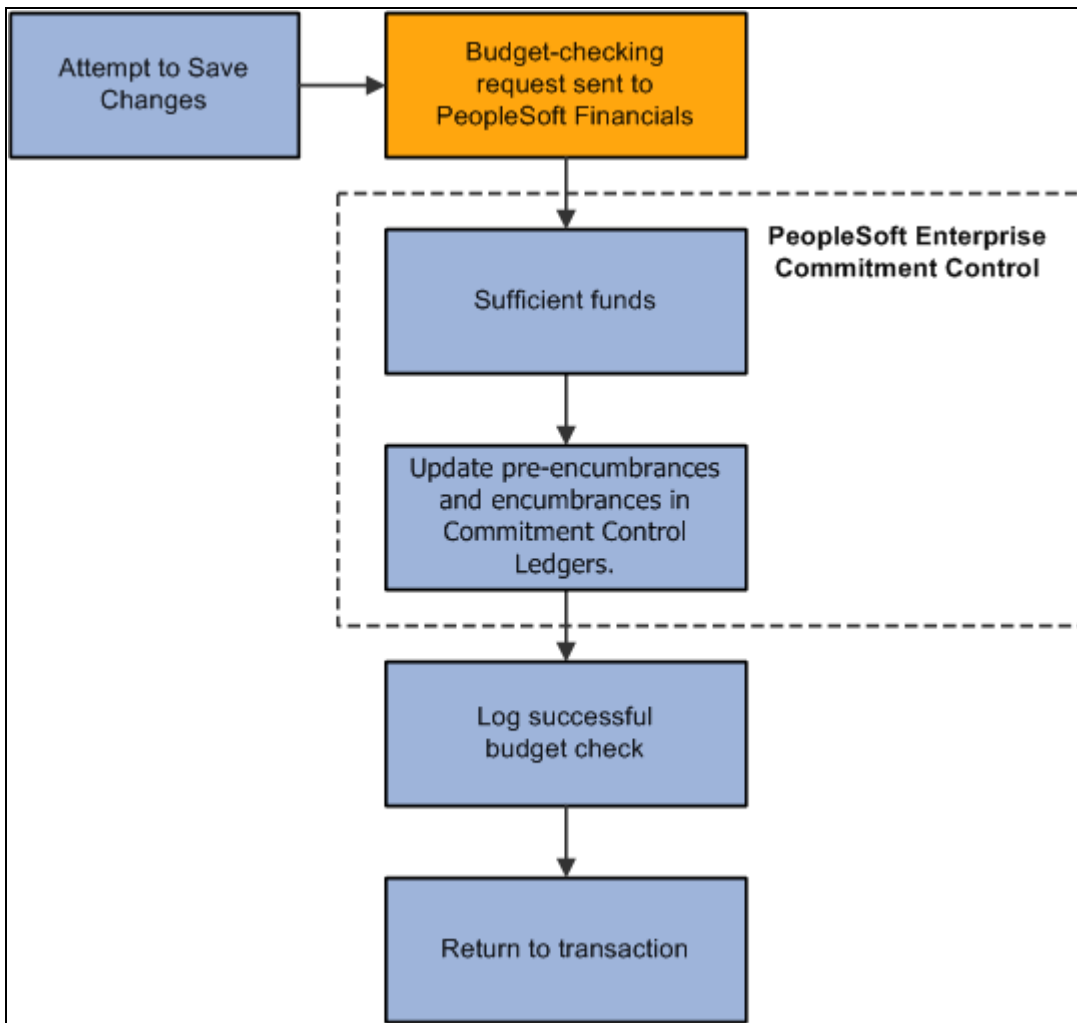 Attempt to Save
Changes
Budget-checking
request sent to
PeopleSoft Financials
PeopleSoft Enterprise
Commitment Control
Sufficient funds
Update pre-encumbrances
and encumbrances in
Commitment Control
Ledgers.
Log successful
budget check
Return to transaction